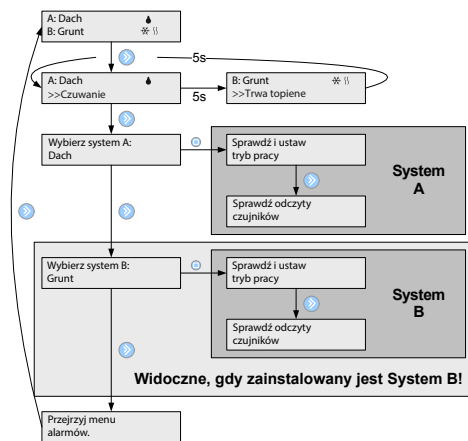 A: Dach
B: Grunt
5s
A: Dach
>>Czuwanie
5s
B: Grunt
>>Trwa topiene
Wybierz system A:
Dach
Sprawdź i ustaw
tryb pracy
System
A
Sprawdź odczyty
czujników
Wybierz system B:
Grunt
Sprawdź i ustaw
tryb pracy
System
B
Sprawdź odczyty
czujników
Widoczne, gdy zainstalowany jest System B!
Przejrzyj menu
alarmów.